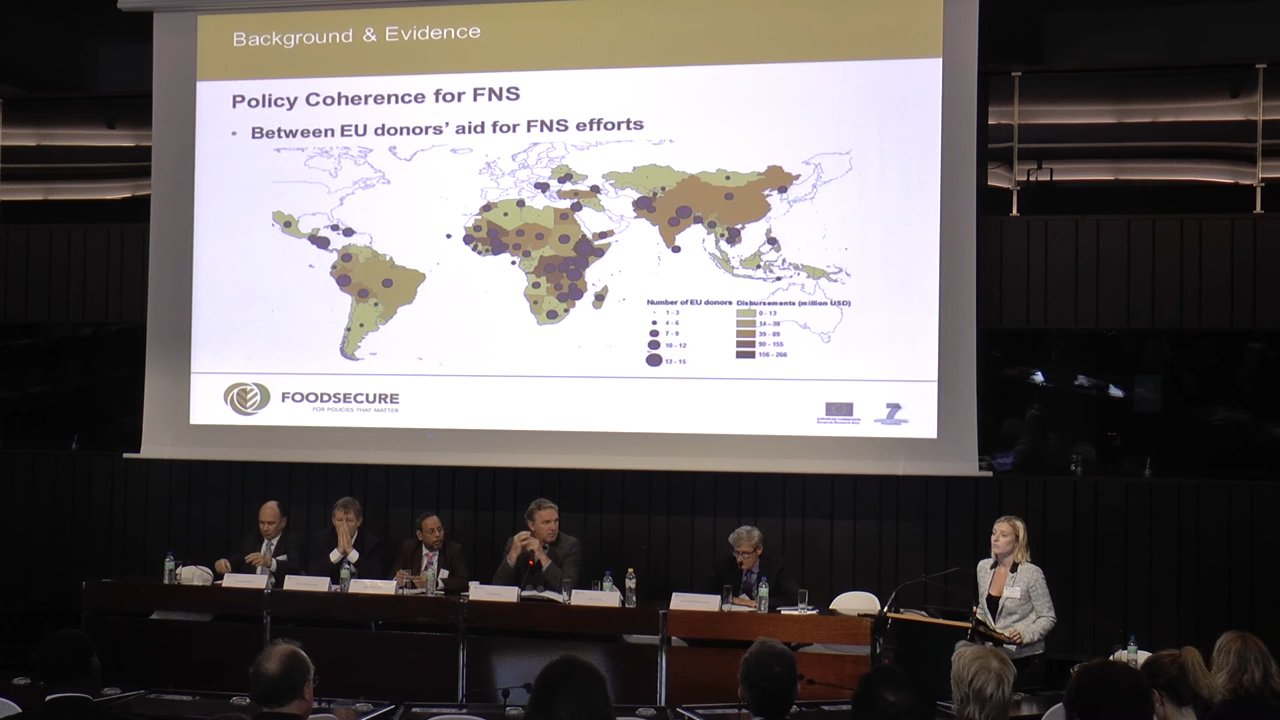 Background & Evidence
Policy Coherence for FNS
• Between EU donors' aid for FNS efforts
Number of EU donors Disbursements (million USD)
1 - 3
4 - 6
7 - 9
10 - 12
13 - 15
0 - 13
14 - 38
39 - 89
90 - 155
156 - 266
FOODSECURE
FOR POLICIES THAT MATTER
7